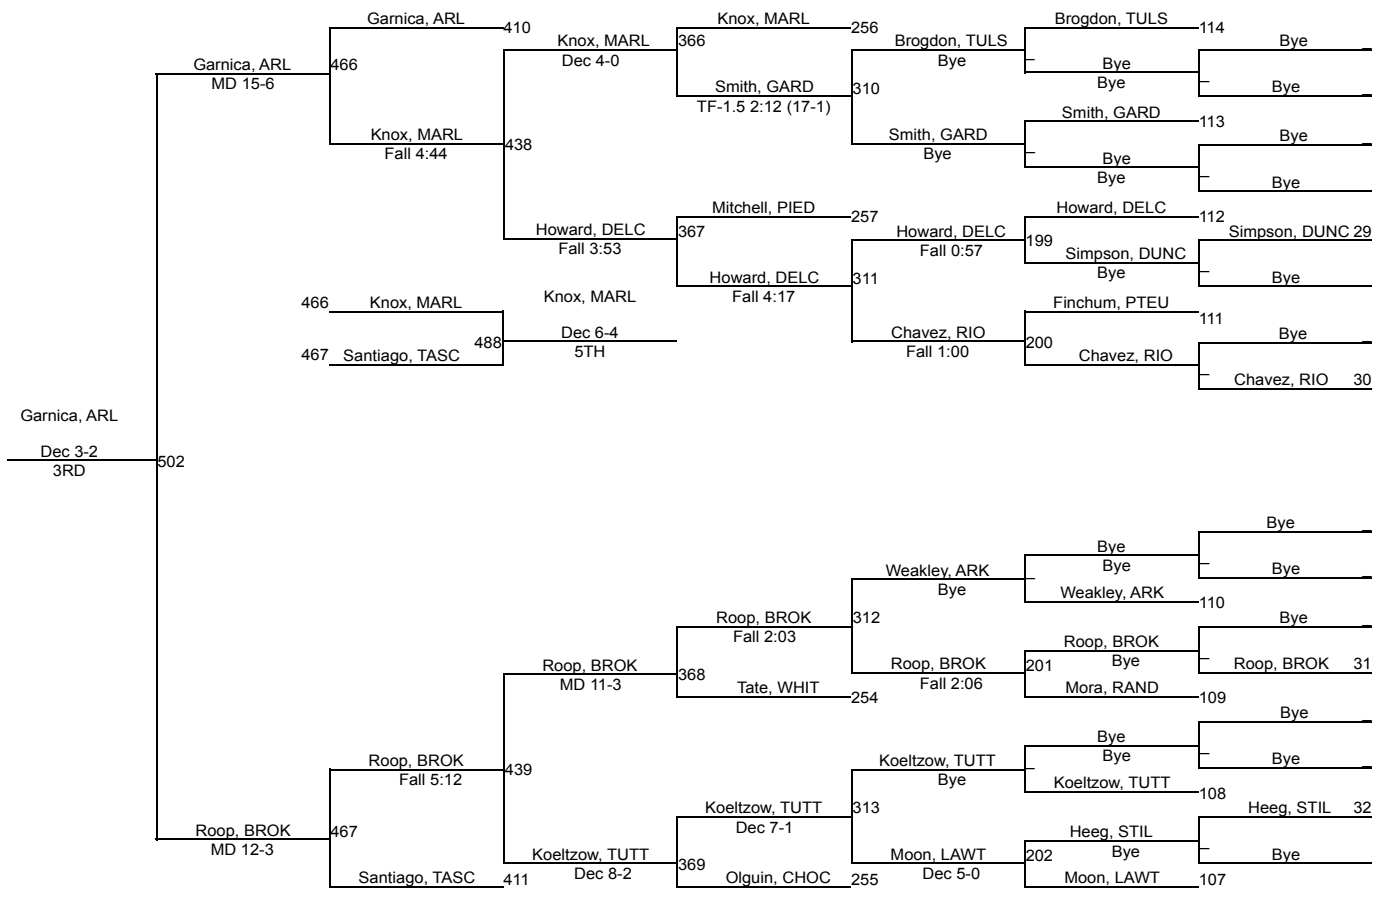 Garnica, ARL 410
Knox, MARL 256
Brogdon, TULS 114
Knox, MARL 366
Dec 4-0
Brogdon, TULS
Bye
Bye _
Garnica, ARL 466
MD 15-6
Bye
Bye
Smith, GARD 310
TF-1.5 2:12 (17-1)
Bye _
Smith, GARD 113
Knox, MARL 438
Fall 4:44
Smith, GARD
Bye
Bye _
Bye
Bye
Bye
Mitchell, PIED 257
Howard, DELC 112
Howard, DELC 367
Fall 3:53
Howard, DELC 199
Fall 0:57
Simpson, DUNC 29
Simpson, DUNC
Bye
Howard, DELC 311
Fall 4:17
Bye
466 Knox, MARL
Knox, MARL
Finchum, PTEU 111
488 Dec 6-4
5TH
Chavez, RIO 200
Fall 1:00
Bye _
467 Santiago, TASC
Chavez, RIO
Chavez, RIO 30
Garnica, ARL
Dec 3-2
3RD
502
Bye _
Bye
Bye
Weakley, ARK
Bye
Bye _
Weakley, ARK 110
Roop, BROK 312
Fall 2:03
Bye _
Roop, BROK
Bye
Roop, BROK 368
MD 11-3
Roop, BROK 201
Fall 2:06
Roop, BROK 31
Tate, WHIT 254
Mora, RAND 109
Bye _
Bye
Bye
Roop, BROK 439
Fall 5:12
Koeltzow, TUTT
Bye
Bye _
Koeltzow, TUTT 108
Koeltzow, TUTT 313
Dec 7-1
Heeg, STIL 32
Roop, BROK 467
MD 12-3
Heeg, STIL
Bye
Koeltzow, TUTT 369
Dec 8-2
Moon, LAWT 202
Dec 5-0
Bye
Santiago, TASC 411
Olguin, CHOC 255
Moon, LAWT 107